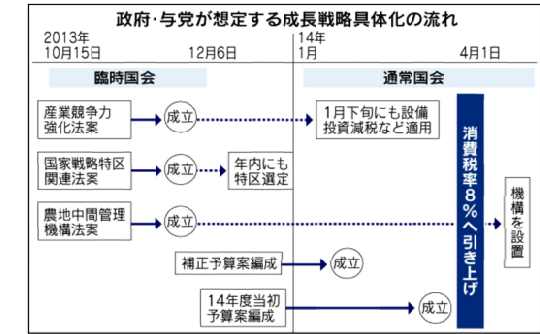 政府・与党が想定する成長戦略具体化の流れ
2013年
10月15日
12月6日
14年
1月
4月1日
臨時国会
通常国会
産業競争力
強化法案
成立
1月下旬にも設備
投資減税など適用
国家戦略特区
関連法案
成立
年内にも
特区選定
農地中間管理
機構法案
成立
機構を設置
補正予算案編成
成立
14年度当初
予算案編成
成立
消費税率8%へ引き上げ